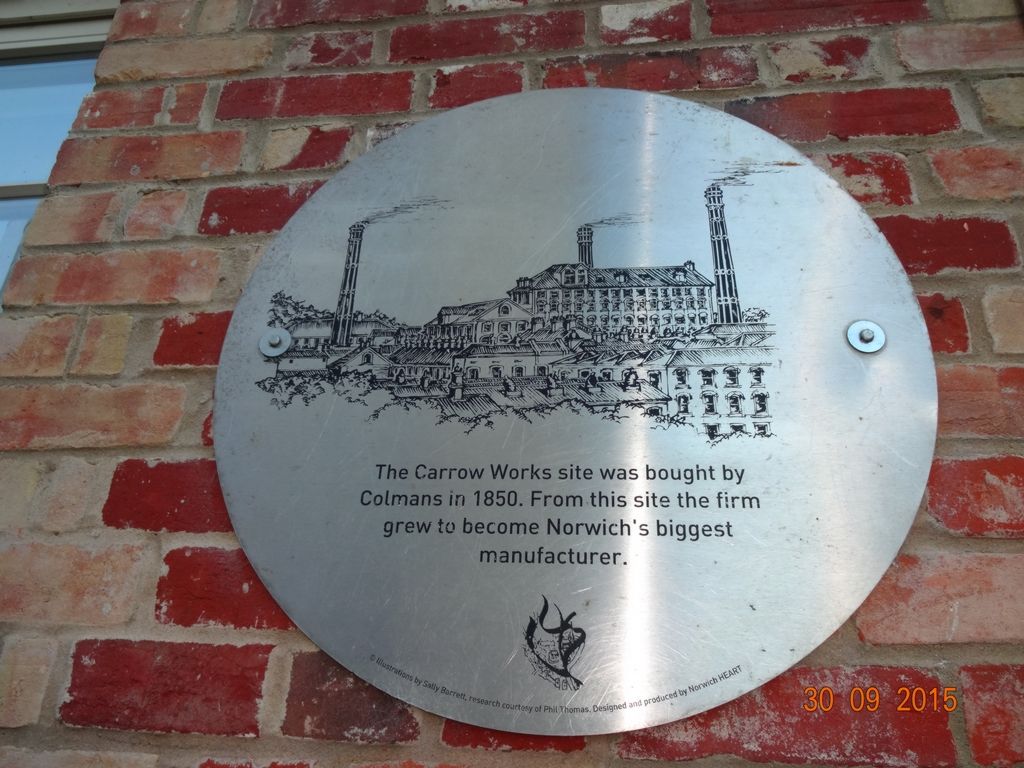 The Carrow Works site was bought by
Colmans in 1850. From this site the firm
grew to become Norwich's biggest
manufacturer.
© Illustrations by Sally Barrett, research courtesy of Phil Thomas. Designed and produced by Norwich HEART
30 09 2015